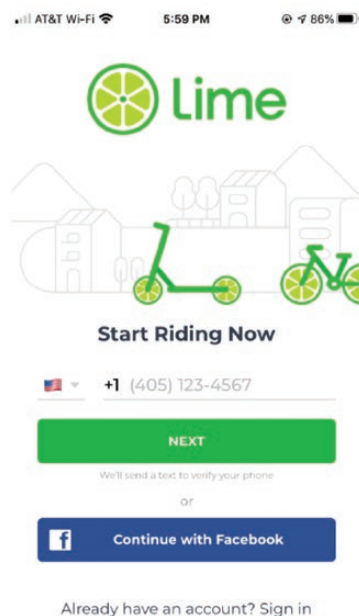 AT&T Wi-Fi 5:59 PM 86%
Lime
Start Riding Now
+1 (405) 123-4567
NEXT
We'll send a text to verify your phone
or
f Continue with Facebook
Already have an account? Sign in